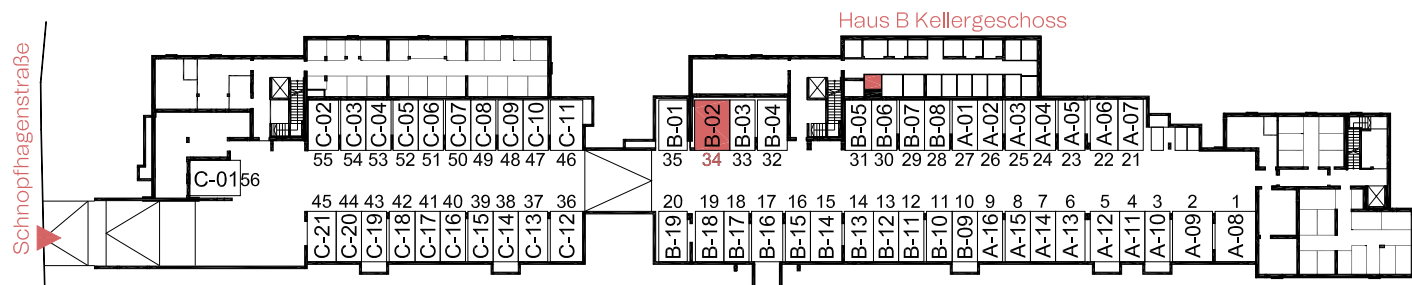 Haus B Kellergeschoss
Schnopfhagenstraße
C-02 C-03 C-04 C-05 C-06 C-07 C-08 C-09 C-10 C-11 B-01 B-02 B-03 B-04 B-05 B-06 B-07 B-08 A-01 A-02 A-03 A-04 A-05 A-06 A-07
55 54 53 52 51 50 49 48 47 46 35 34 33 32 31 30 29 28 27 26 25 24 23 22 21
C-01 56
45 44 43 42 41 40 39 38 37 36 20 19 18 17 16 15 14 13 12 11 10 9 8 7 6 5 4 3 2 1
C-21 C-20 C-19 C-18 C-17 C-16 C-15 C-14 C-13 C-12 B-19 B-18 B-17 B-16 B-15 B-14 B-13 B-12 B-11 B-10 B-09 A-16 A-15 A-14 A-13 A-12 A-11 A-10 A-09 A-08